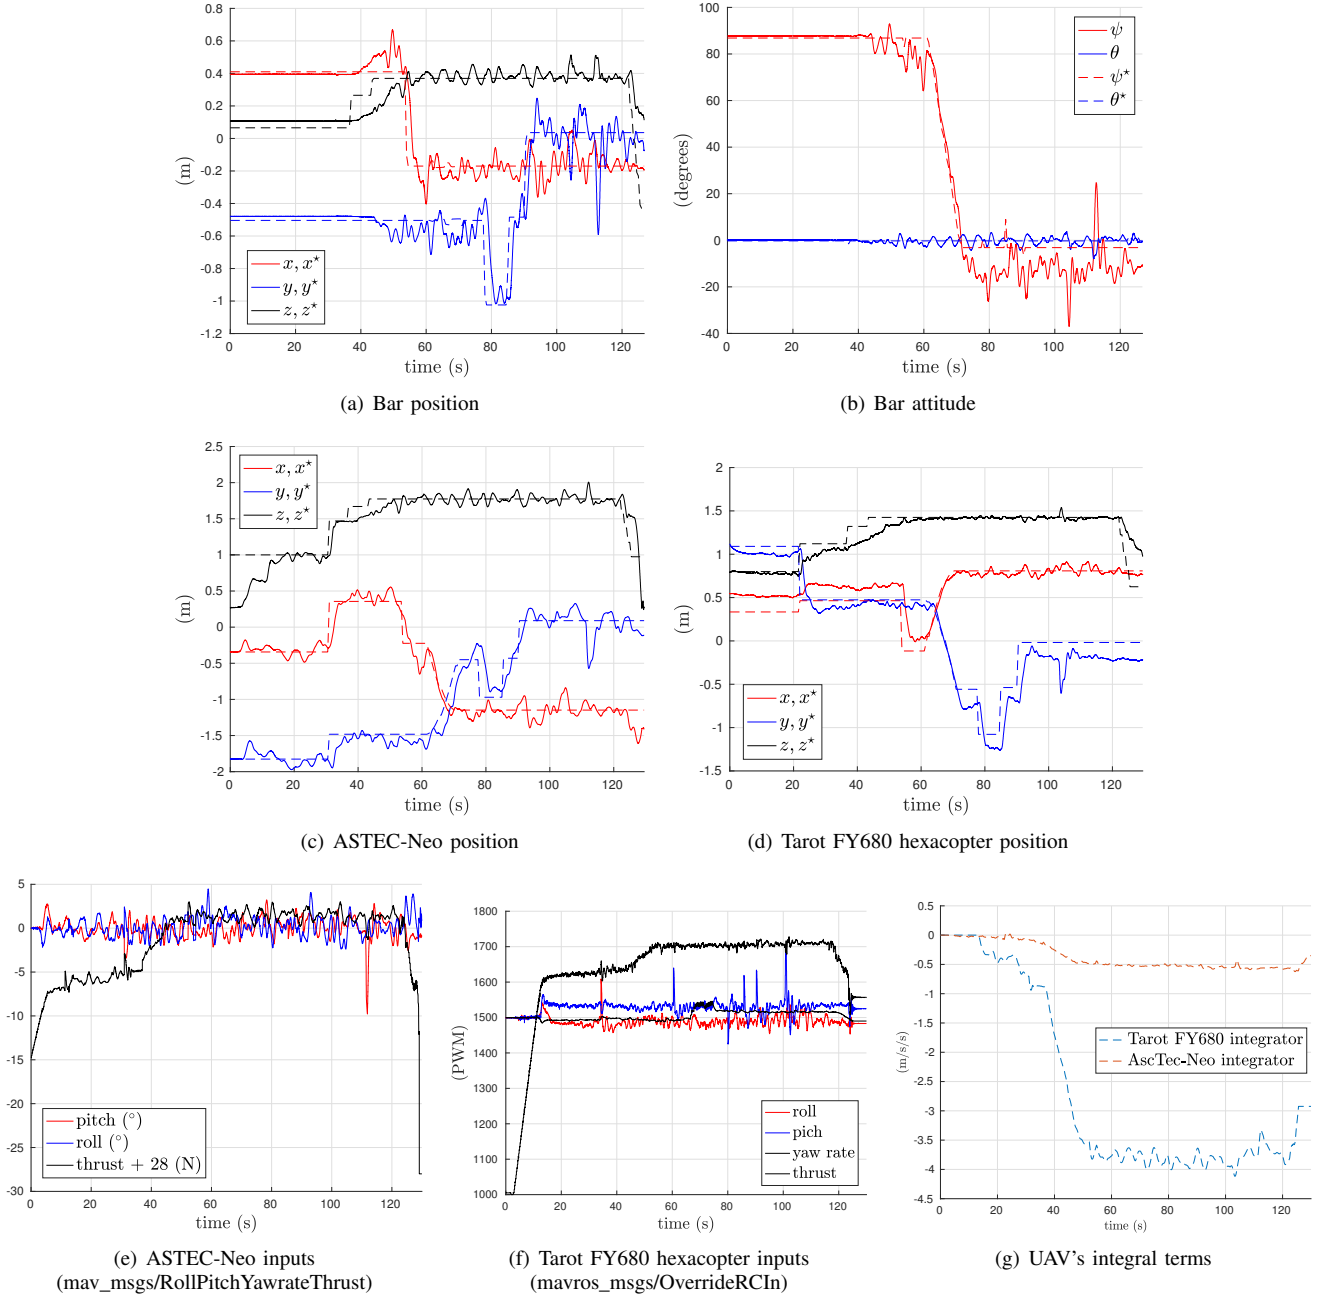 0.8
0.6
0.4
0.2
0
-0.2
-0.4
-0.6
-0.8
-1
-1.2
(m)
x, x⋆
y, y⋆
z, z⋆
0 20 40 60 80 100 120
time (s)
(a) Bar position
100
80
60
40
20
0
-20
-40
(degrees)
ψ
θ
ψ⋆
θ⋆
0 20 40 60 80 100 120
time (s)
(b) Bar attitude
2.5
2
1.5
1
0.5
0
-0.5
-1
-1.5
-2
(m)
x, x⋆
y, y⋆
z, z⋆
0 20 40 60 80 100 120
time (s)
(c) ASTEC-Neo position
2
1.5
1
0.5
0
-0.5
-1
-1.5
(m)
x, x⋆
y, y⋆
z, z⋆
0 20 40 60 80 100 120
time (s)
(d) Tarot FY680 hexacopter position
5
0
-5
-10
-15
-20
-25
-30
pitch (°)
roll (°)
thrust + 28 (N)
0 20 40 60 80 100 120
time (s)
(e) ASTEC-Neo inputs
(mav_msgs/RollPitchYawrateThrust)
1800
1700
1600
1500
1400
1300
1200
1100
1000
(PWM)
roll
pich
yaw rate
thrust
0 20 40 60 80 100 120
time (s)
(f) Tarot FY680 hexacopter inputs
(mavros_msgs/OverrideRCIn)
0.5
0
-0.5
-1
-1.5
-2
-2.5
-3
-3.5
-4
-4.5
(m/s/s)
Tarot FY680 integrator
AscTec-Neo integrator
0 20 40 60 80 100 120
time (s)
(g) UAV's integral terms